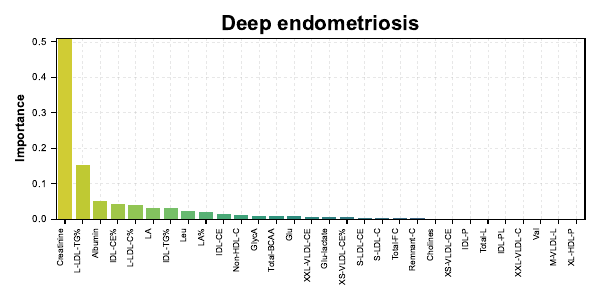 Deep endometriosis
Importance
0.5
0.4
0.3
0.2
0.1
0.0
Creatinine
L-LDL-TG%
Albumin
IDL-CE%
L-LDL-C%
LA
IDL-TG%
Leu
LA%
IDL-CE
Non-HDL-C
GlycA
Total-BCAA
Glu
XXL-VLDL-CE
Glu-lactate
XS-VLDL-CE%
S-LDL-CE
S-LDL-C
Total-FC
Remnant-C
Cholines
XS-VLDL-CE
IDL-P
Total-L
IDL-PL
XXL-VLDL-C
Val
M-VLDL-L
XL-HDL-P